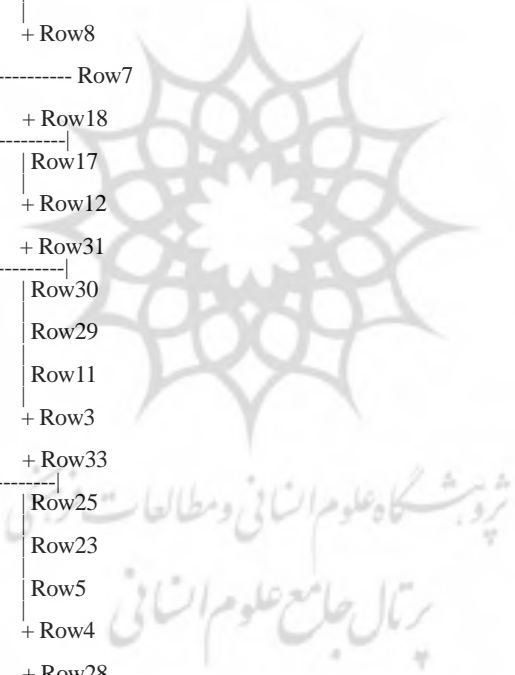 |
+ Row8
---------- Row7
+ Row18
---------|
| Row17
|
+ Row12
+ Row31
---------|
| Row30
| Row29
| Row11
|
+ Row3
+ Row33
--------|
| Row25
پژوهشگاه علوم انسانی و مطالعات فرهنگی
| Row23
| Row5
|
پرتال جامع علوم انسانی
+ Row4
+ Row28